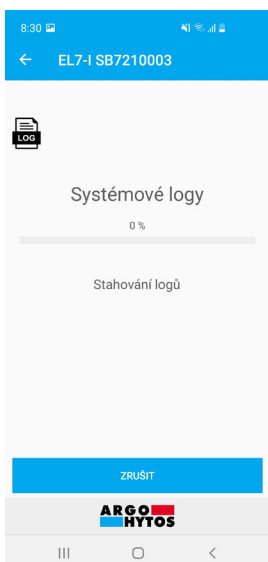 8:30
EL7-I SB7210003
LOG
Systémové logy
0 %
Stahování logů
ZRUŠIT
ARGO
HYTOS